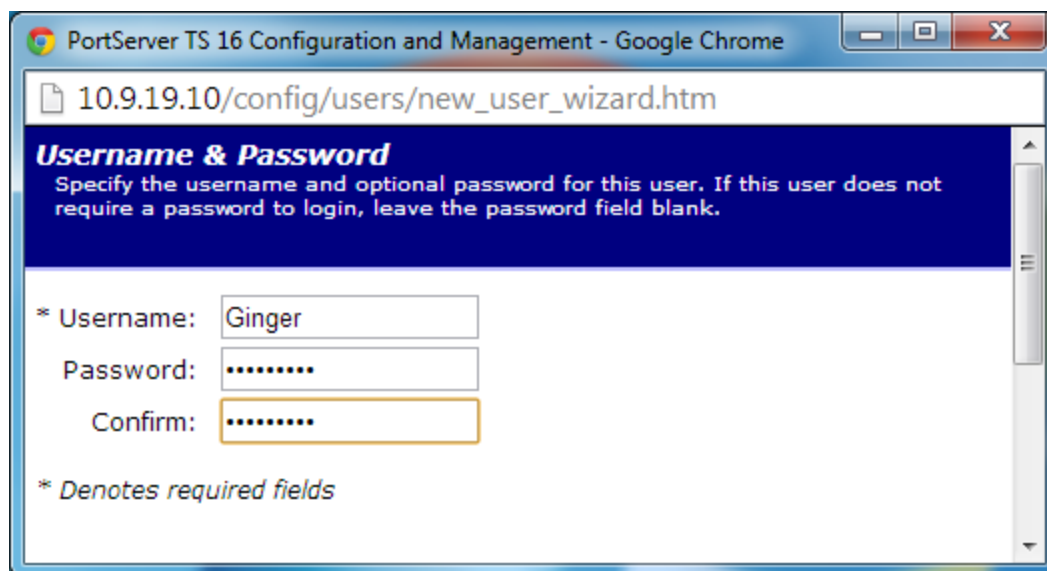 PortServer TS 16 Configuration and Management - Google Chrome
10.9.19.10/config/users/new_user_wizard.htm
Username & Password
Specify the username and optional password for this user. If this user does not
require a password to login, leave the password field blank.
* Username: Ginger
Password: •••••••••
Confirm: •••••••••
* Denotes required fields